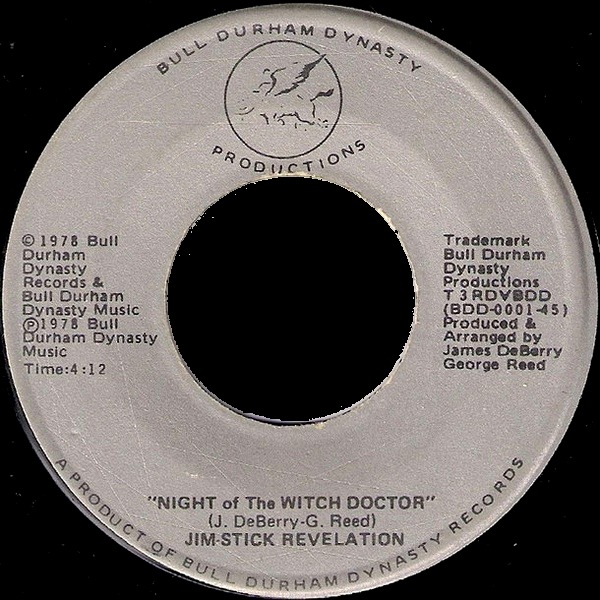 BULL DURHAM DYNASTY
PRODUCTIONS
© 1978 Bull
Durham
Dynasty
Records &
Bull Durham
Dynasty Music
℗1978 Bull
Durham Dynasty
Music
Time:4:12
Trademark
Bull Durham
Dynasty
Productions
T 3 RDVBDD
(BDD-0001-45)
Produced &
Arranged by
James DeBerry
George Reed
"NIGHT of The WITCH DOCTOR"
(J. DeBerry-G. Reed)
JIM-STICK REVELATION
A PRODUCT OF BULL DURHAM DYNASTY RECORDS